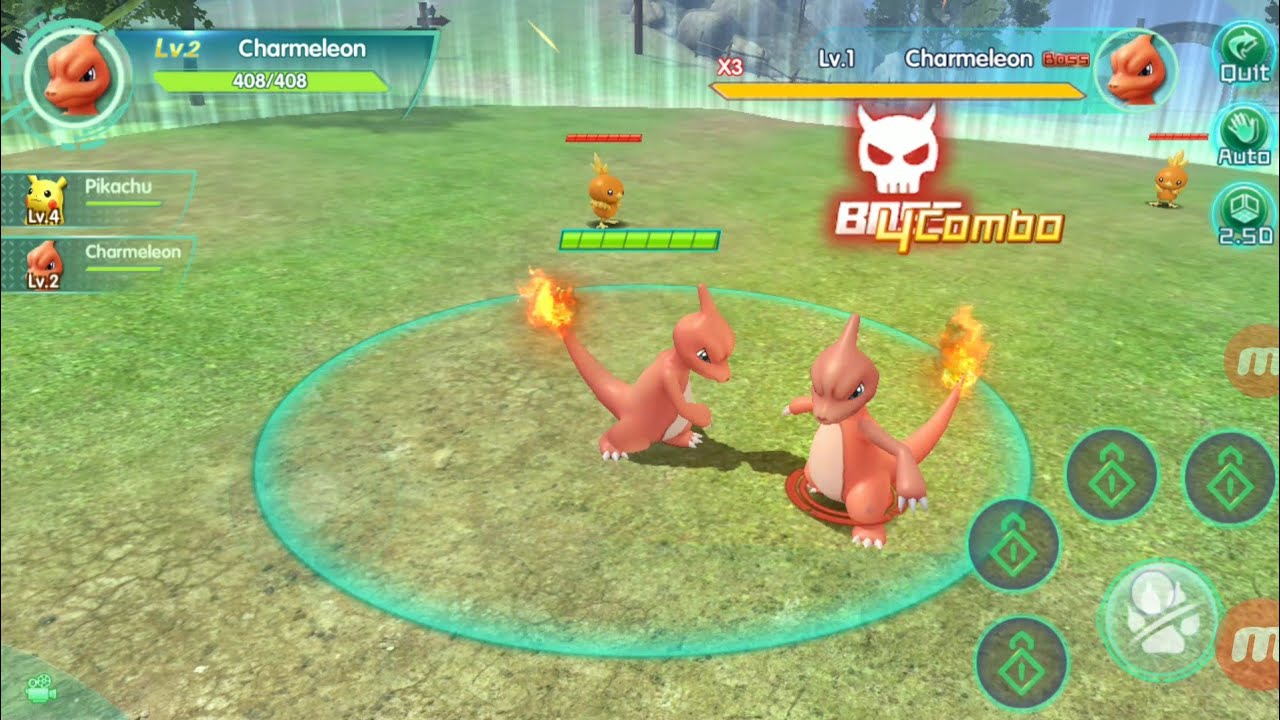 Lv.2 Charmeleon
408/408
X3 Lv.1 Charmeleon Boss
Quit
Auto
2.5D
Pikachu
Lv.4
Charmeleon
Lv.2
4Combo
m
m